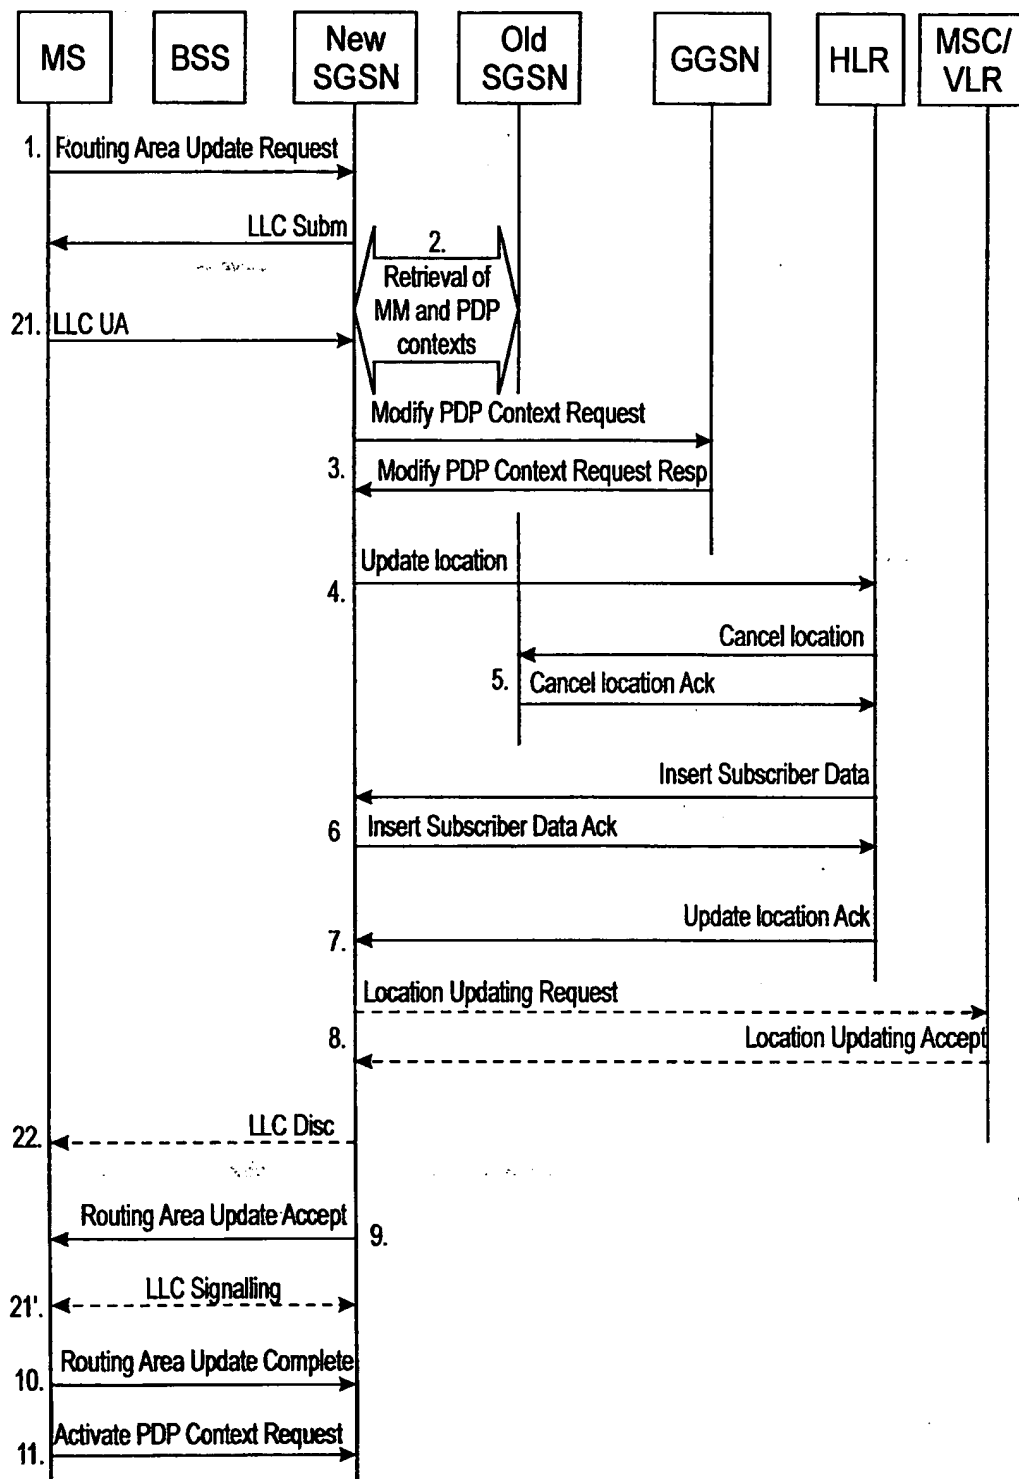 MS
BSS
New
SGSN
Old
SGSN
GGSN
HLR
MSC/
VLR
1. Routing Area Update Request
LLC Subm
2.
Retrieval of
MM and PDP
contexts
21. LLC UA
Modify PDP Context Request
3. Modify PDP Context Request Resp
Update location
4.
Cancel location
5. Cancel location Ack
Insert Subscriber Data
6 Insert Subscriber Data Ack
Update location Ack
7.
Location Updating Request
8. Location Updating Accept
LLC Disc
22.
Routing Area Update Accept
9.
LLC Signalling
21'.
Routing Area Update Complete
10.
Activate PDP Context Request
11.